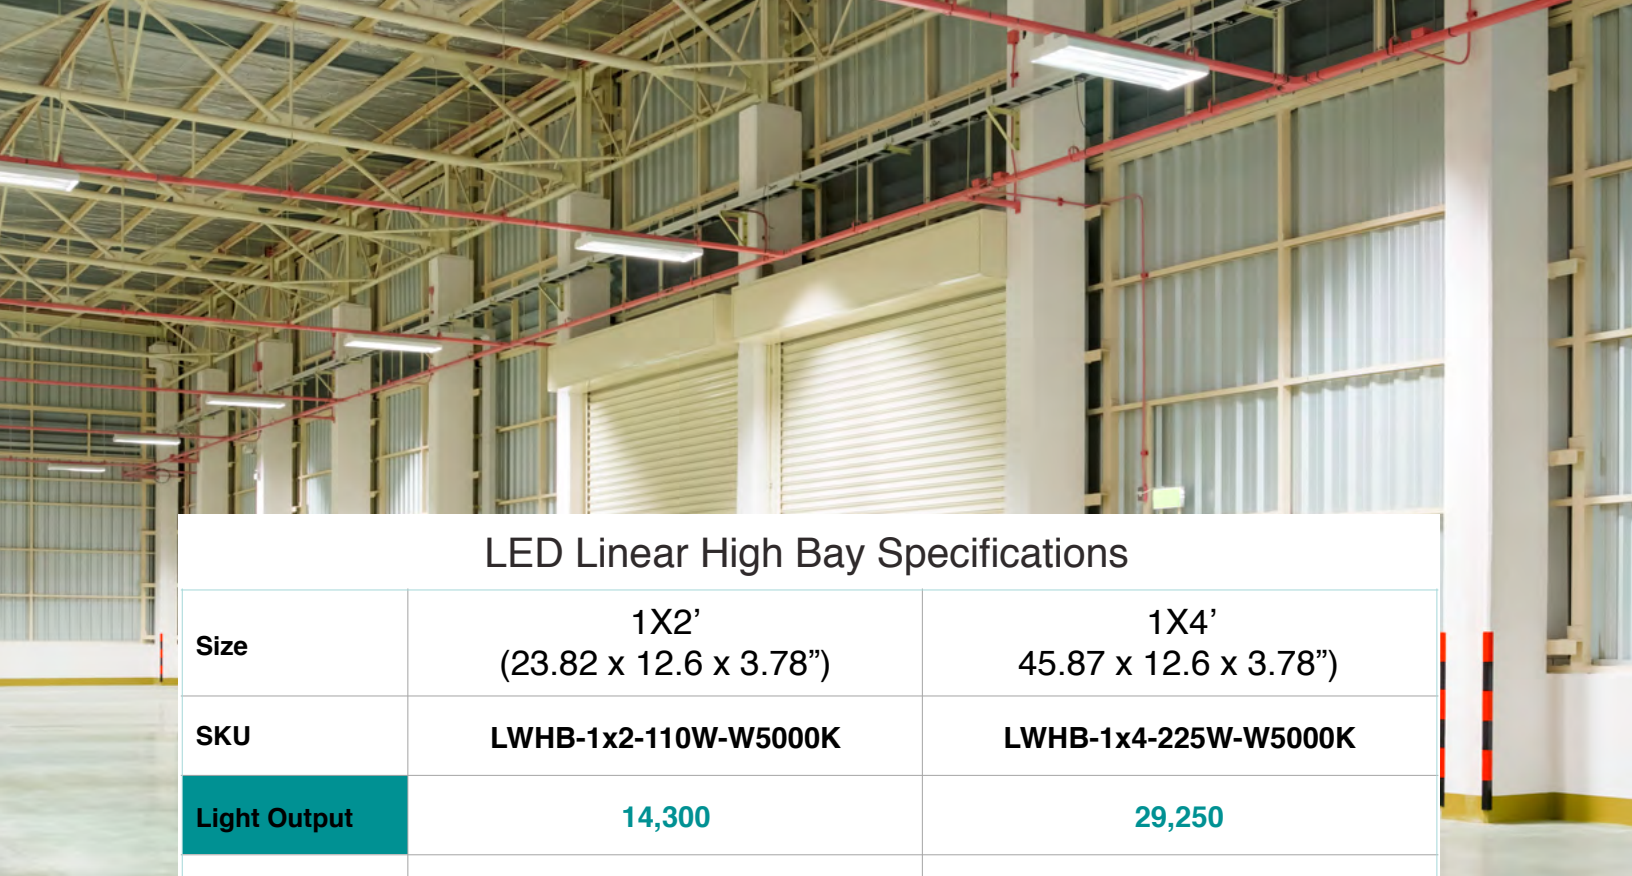 LED Linear High Bay Specifications
Size
1X2’
(23.82 x 12.6 x 3.78”)
1X4’
45.87 x 12.6 x 3.78”)
SKU
LWHB-1x2-110W-W5000K
LWHB-1x4-225W-W5000K
Light Output
14,300
29,250